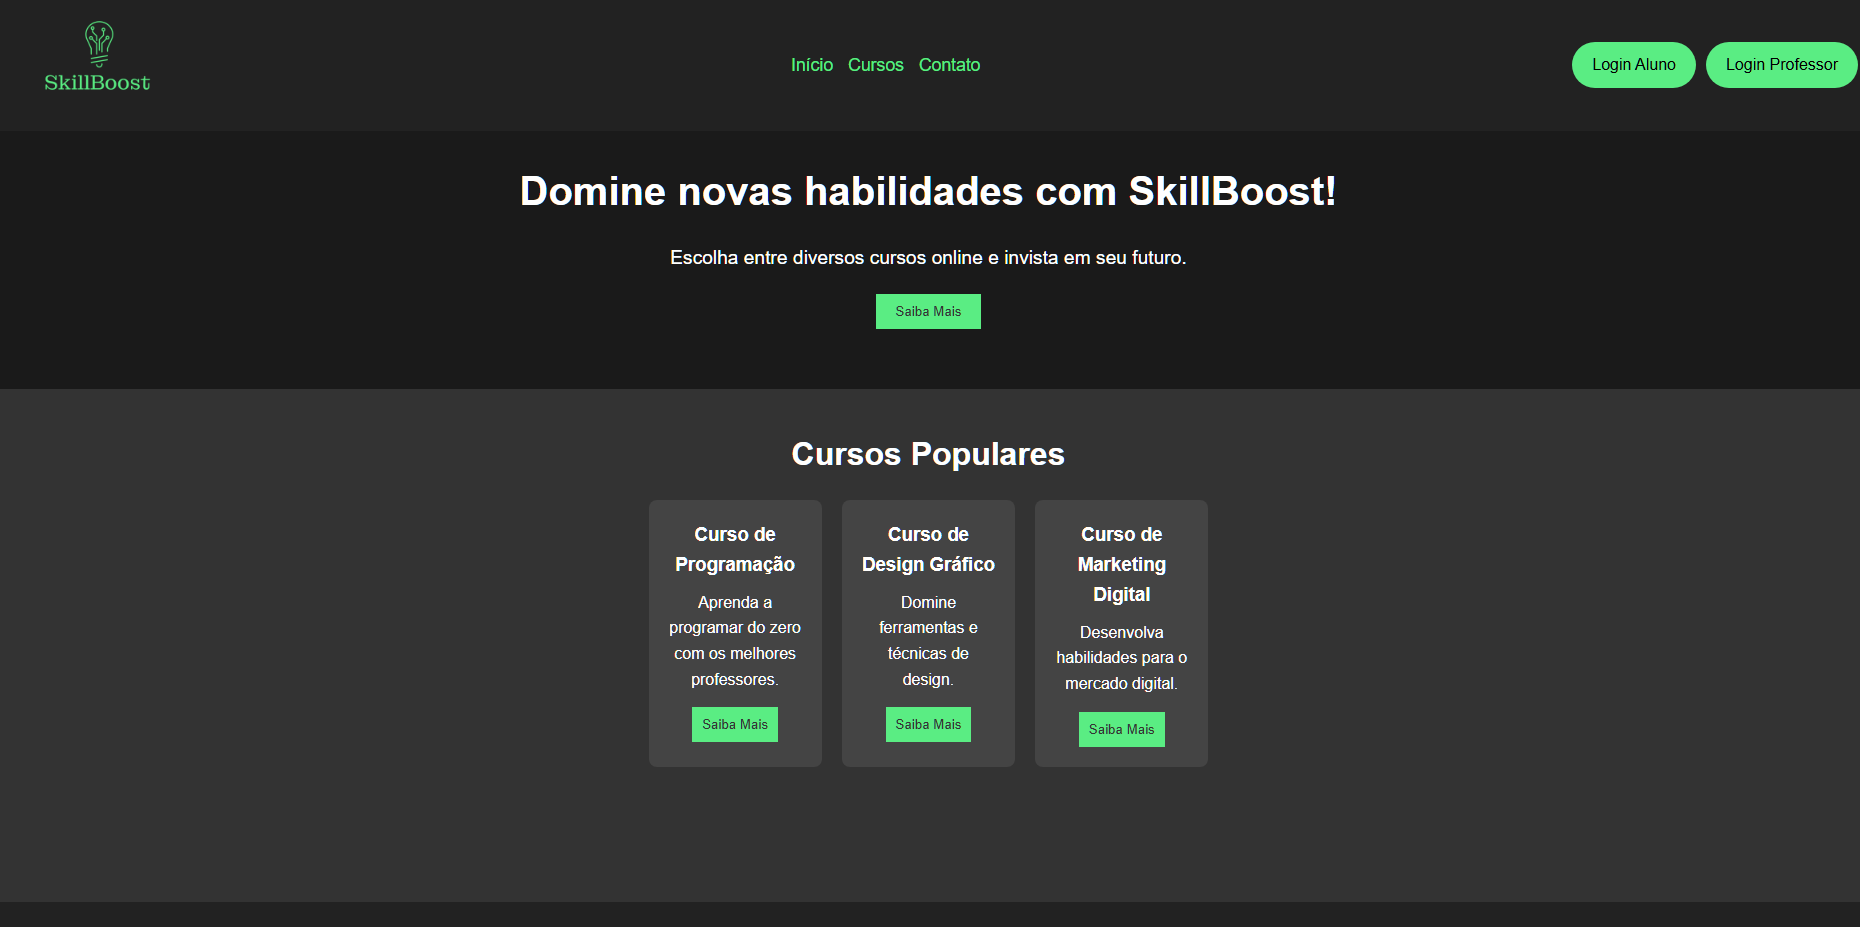 SkillBoost
Início Cursos Contato
Login Aluno
Login Professor
Domine novas habilidades com SkillBoost!
Escolha entre diversos cursos online e invista em seu futuro.
Saiba Mais
Cursos Populares
Curso de
Programação
Aprenda a
programar do zero
com os melhores
professores.
Saiba Mais
Curso de
Design Gráfico
Domine
ferramentas e
técnicas de
design.
Saiba Mais
Curso de
Marketing
Digital
Desenvolva
habilidades para o
mercado digital.
Saiba Mais